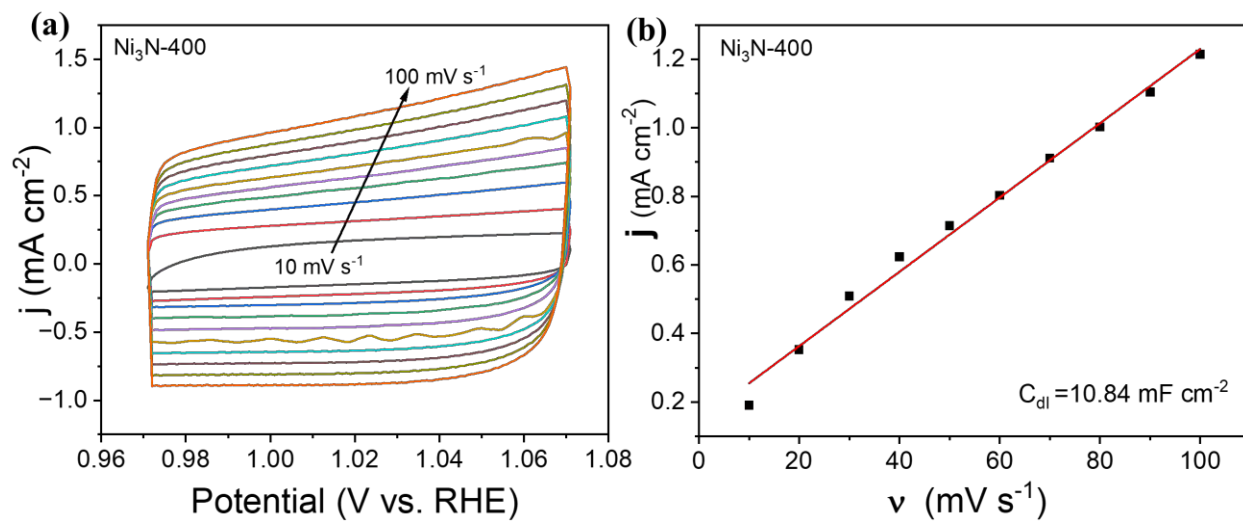 (a)
Ni₃N-400
100 mV s⁻¹
10 mV s⁻¹
1.5
1.0
0.5
0.0
−0.5
−1.0
j (mA cm⁻²)
0.96 0.98 1.00 1.02 1.04 1.06 1.08
Potential (V vs. RHE)
(b)
Ni₃N-400
1.2
1.0
0.8
0.6
0.4
0.2
j (mA cm⁻²)
C_dl =10.84 mF cm⁻²
0 20 40 60 80 100
ν (mV s⁻¹)